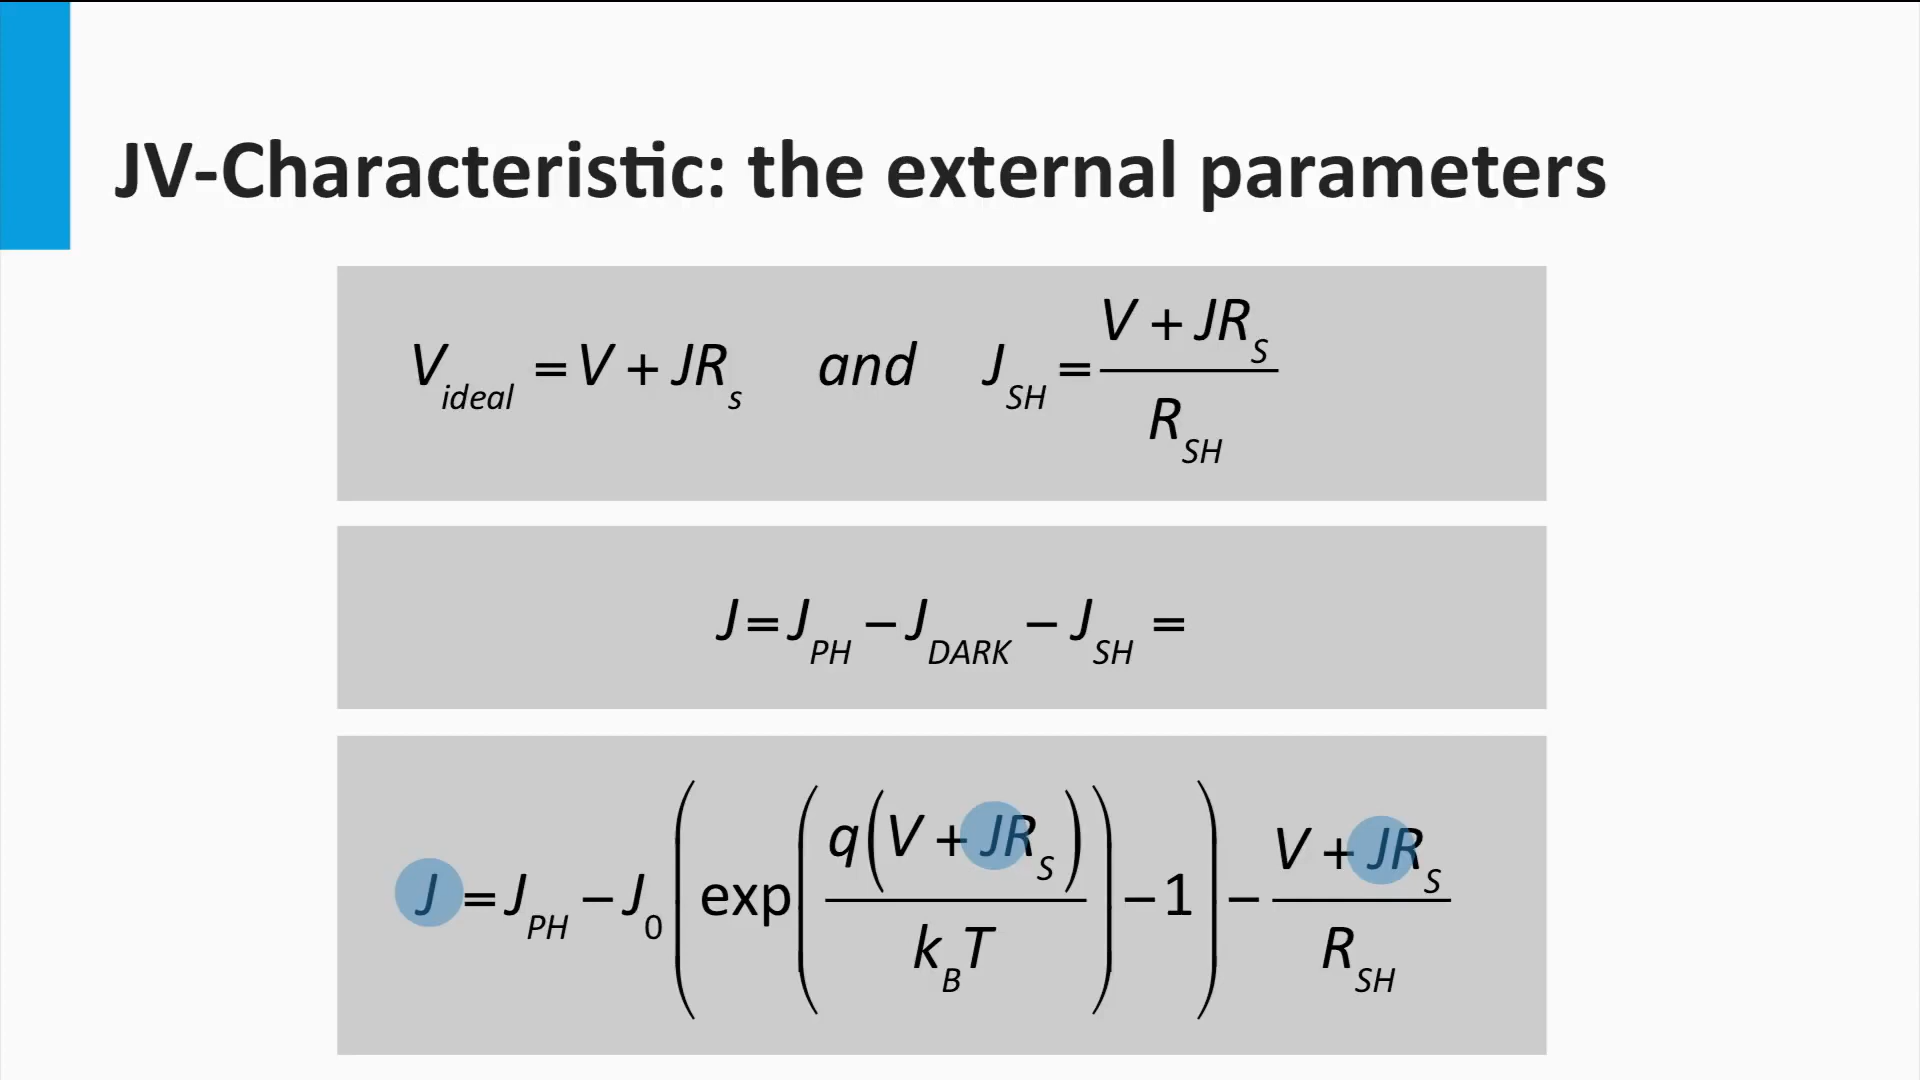 JV-Characteristic: the external parameters
V_ideal = V + JR_s and J_SH = (V + JR_S) / R_SH
J = J_PH − J_DARK − J_SH =
J = J_PH − J_0 ( exp( q(V + JR_S) / k_B T ) − 1 ) − (V + JR_S) / R_SH